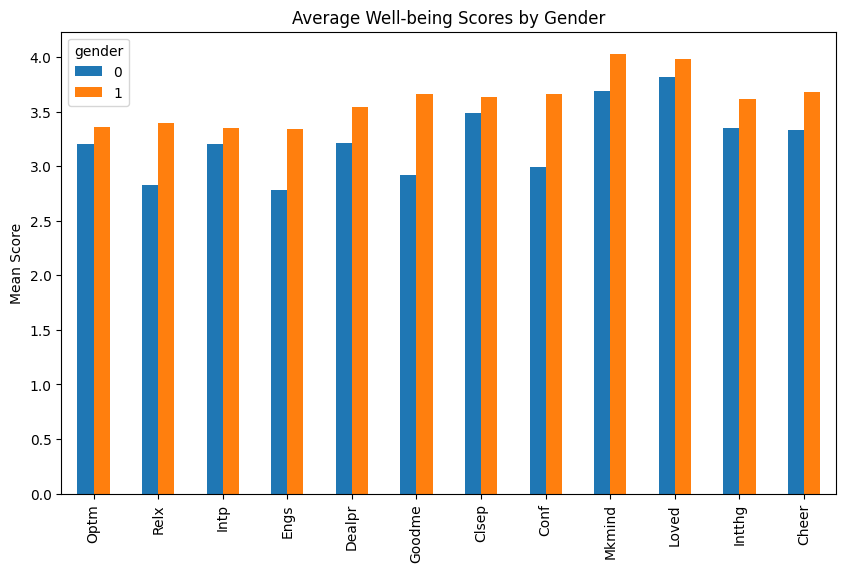 Average Well-being Scores by Gender
gender
0
1
4.0
3.5
3.0
2.5
2.0
1.5
1.0
0.5
0.0
Mean Score
Optm
Relx
Intp
Engs
Dealpr
Goodme
Clsep
Conf
Mkmind
Loved
Intthg
Cheer